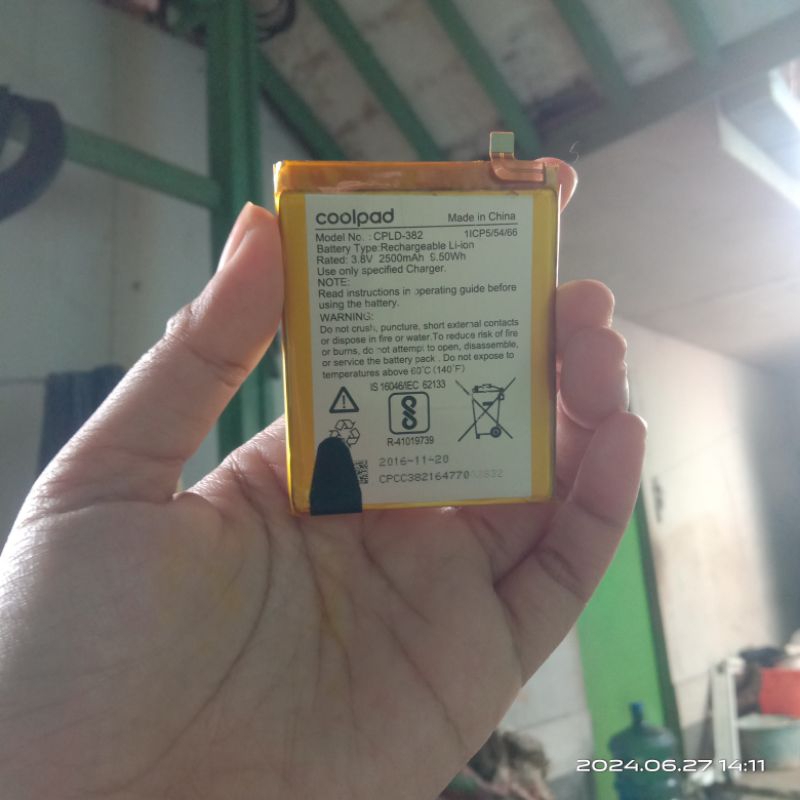 coolpad Made in China
Model No. : CPLD-382 1ICP5/54/66
Battery Type:Rechargeable Li-ion
Rated: 3.8V 2500mAh 9.50Wh
Use only specified Charger.
NOTE:
Read instructions in operating guide before
using the battery.
WARNING:
Do not crush, puncture, short external contacts
or dispose in fire or water.To reduce risk of fire
or burns, do not attempt to open, disassemble,
or service the battery pack . Do not expose to
temperatures above 60°C (140°F)
IS 16046/IEC 62133
R-41019739
2016-11-20
2024.06.27 14:11